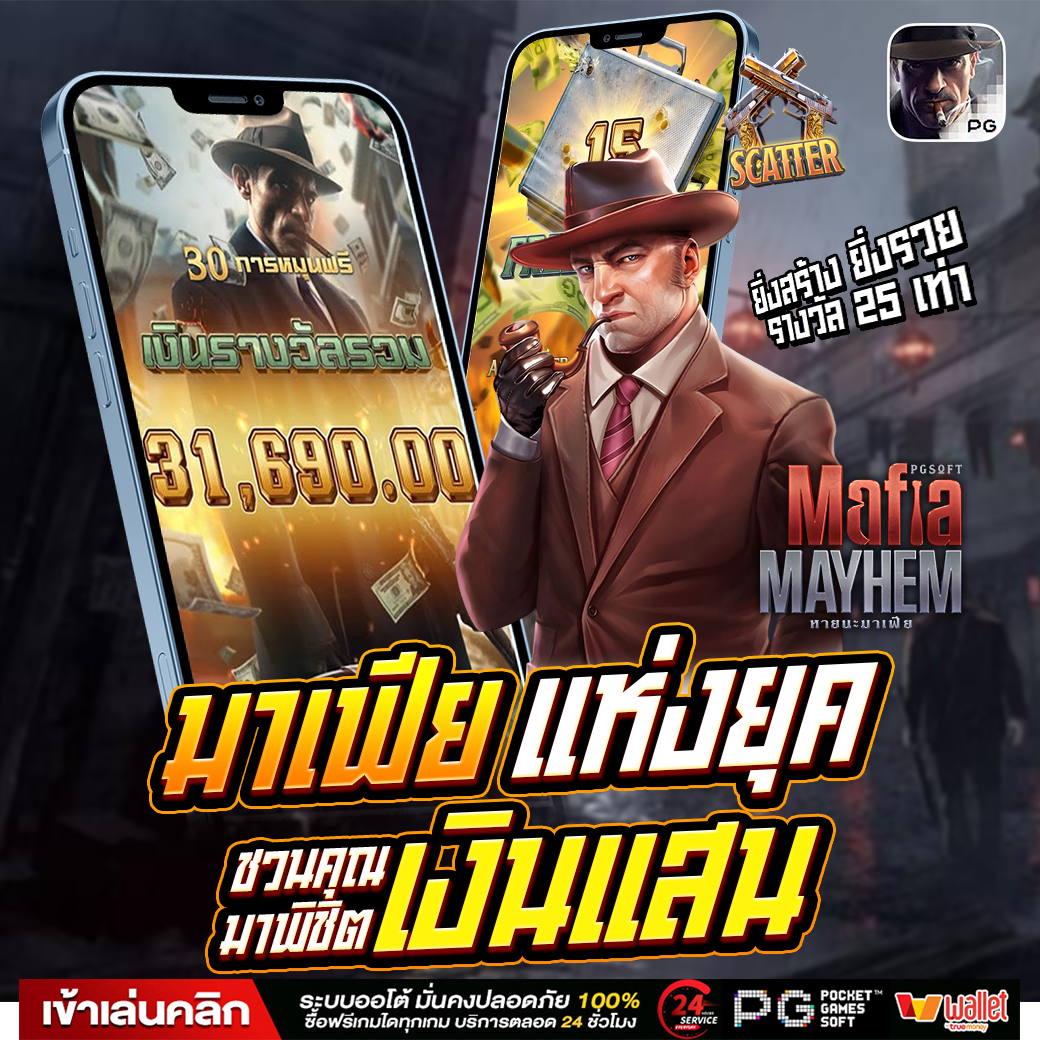 30 การหมุนฟรี
เงินรางวัลรวม
31,690.00
15
SCATTER
PG
ยิ่งสร้าง ยิ่งรวย
รางวัล 25 เท่า
PGSOFT
Mafia
MAYHEM
หายนะมาเฟีย
มาเฟีย แห่งยุค
ชวนคุณ
มาพิชิต
เงินแสน
เข้าเล่นคลิก
ระบบออโต้ มั่นคงปลอดภัย 100%
ซื้อฟรีเกมได้ทุกเกม บริการตลอด 24 ชั่วโมง
24 HOURS
SERVICE
EVERYDAY
PG POCKET™
GAMES
SOFT
wallet
by truemoney